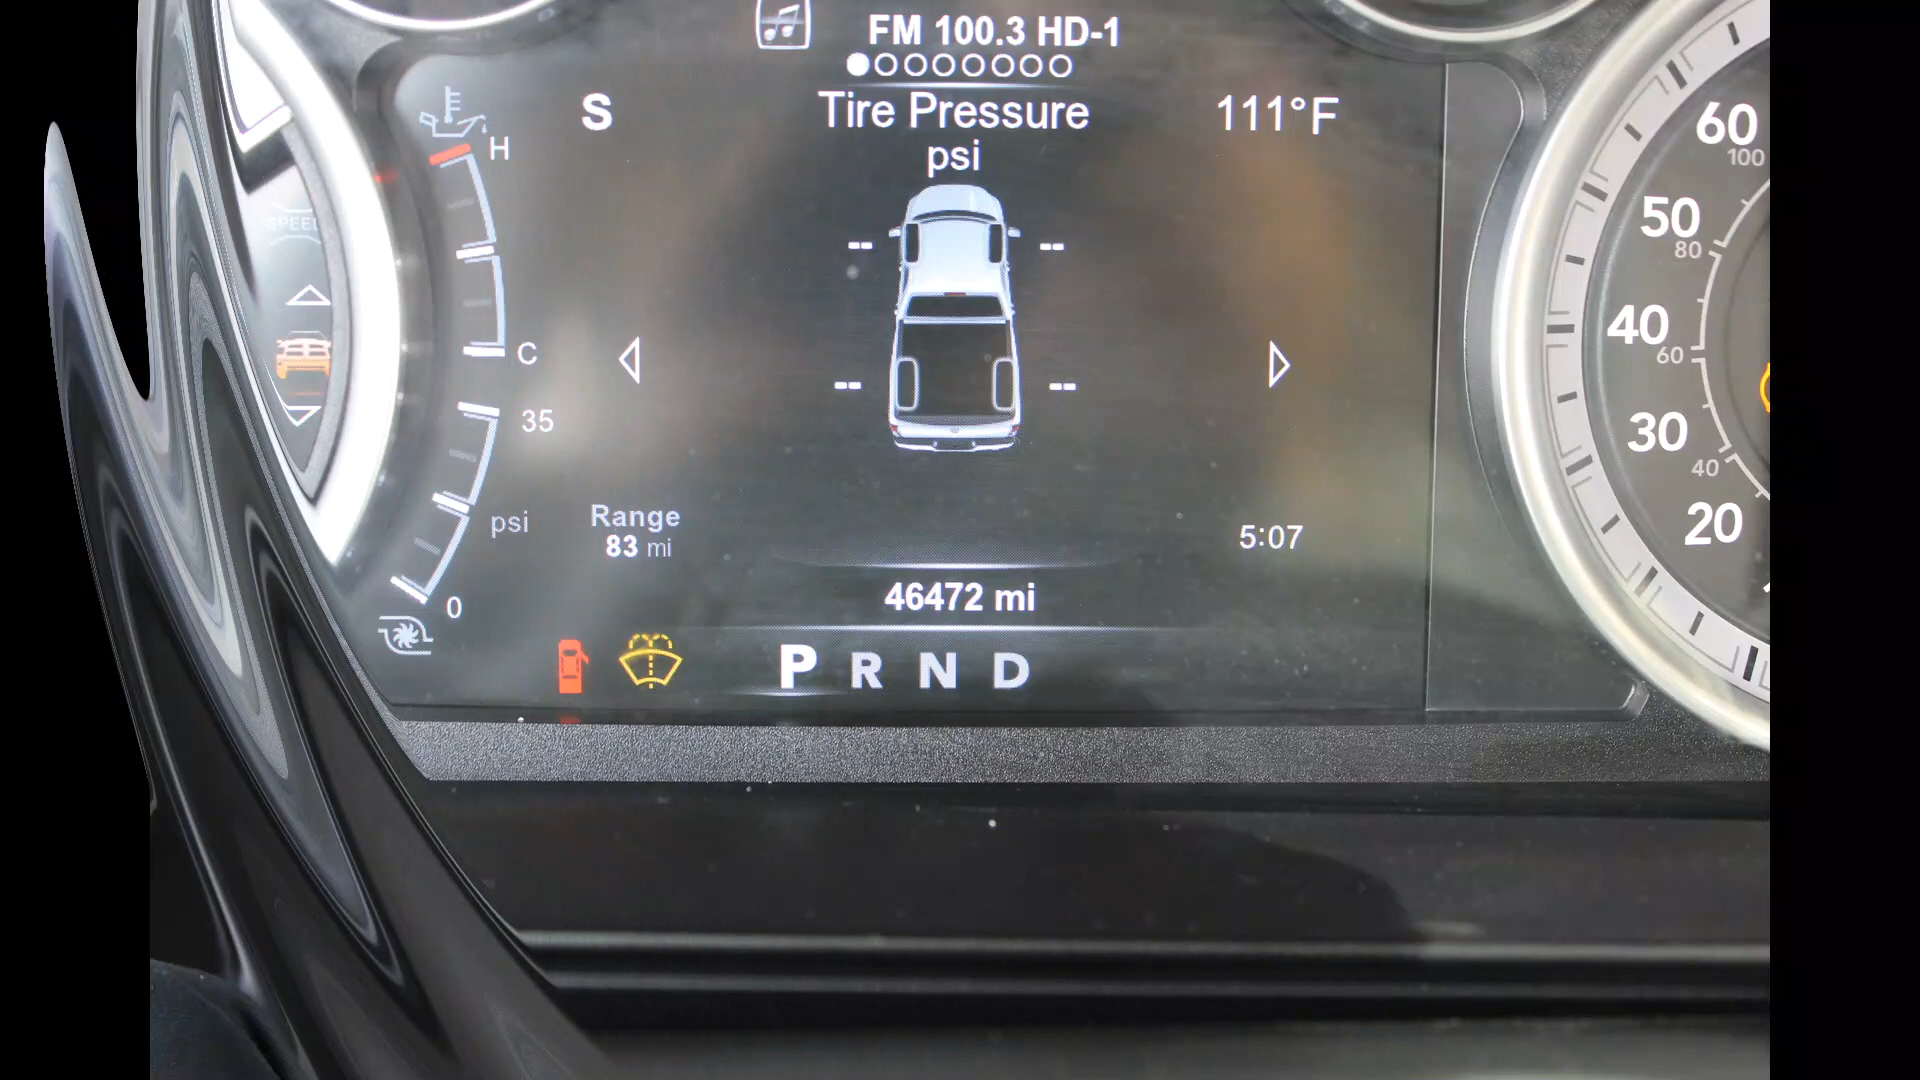 FM 100.3 HD-1
S
Tire Pressure
111°F
psi
H
-- --
C
-- --
35
psi
Range
83 mi
5:07
0
46472 mi
P R N D
60
100
50
80
40
60
30
40
20